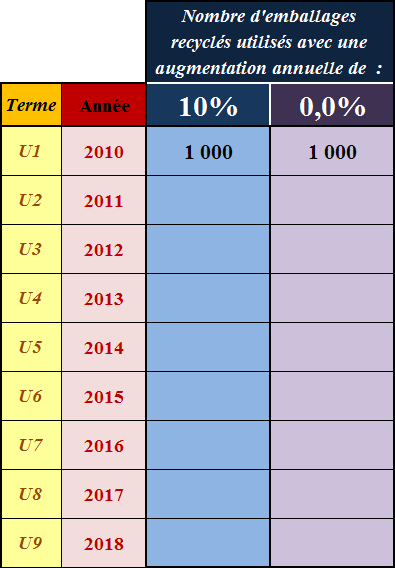 Nombre d'emballages
recyclés utilisés avec une
augmentation annuelle de :
Terme Année 10% 0,0%
U1 2010 1 000 1 000
U2 2011
U3 2012
U4 2013
U5 2014
U6 2015
U7 2016
U8 2017
U9 2018